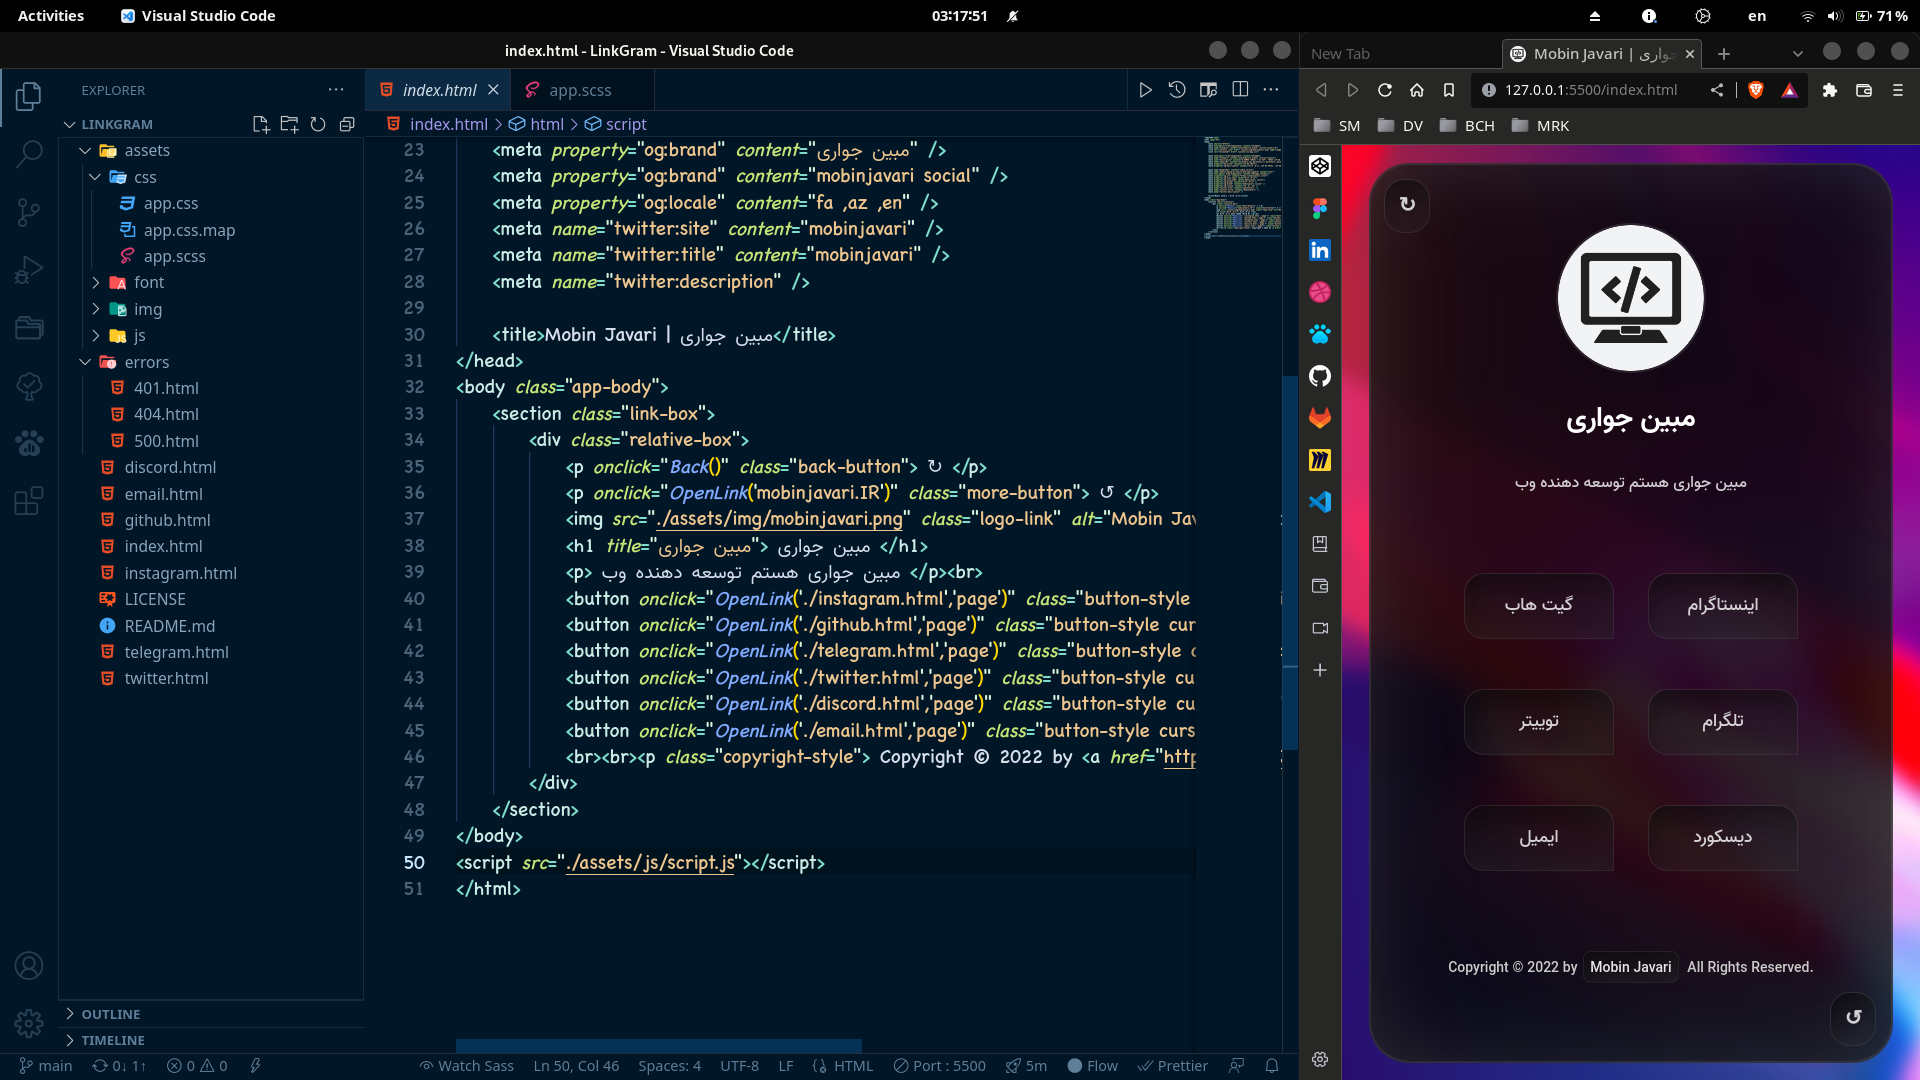 Activities
Visual Studio Code
03:17:51
en
71%
index.html - LinkGram - Visual Studio Code
EXPLORER
LINKGRAM
assets
css
app.css
app.css.map
app.scss
font
img
js
errors
401.html
404.html
500.html
discord.html
email.html
github.html
index.html
instagram.html
LICENSE
README.md
telegram.html
twitter.html
OUTLINE
TIMELINE
index.html
app.scss
index.html > html > script
23 <meta property="og:brand" content="مبین جواری" />
24 <meta property="og:brand" content="mobinjavari social" />
25 <meta property="og:locale" content="fa ,az ,en" />
26 <meta name="twitter:site" content="mobinjavari" />
27 <meta name="twitter:title" content="mobinjavari" />
28 <meta name="twitter:description" />
29
30 <title>Mobin Javari | مبین جواری</title>
31 </head>
32 <body class="app-body">
33 <section class="link-box">
34 <div class="relative-box">
35 <p onclick="Back()" class="back-button"> ↻ </p>
36 <p onclick="OpenLink('mobinjavari.IR')" class="more-button"> ↺ </p>
37 <img src="./assets/img/mobinjavari.png" class="logo-link" alt="Mobin Jav
38 <h1 title="مبین جواری"> مبین جواری </h1>
39 <p> مبین جواری هستم توسعه دهنده وب </p><br>
40 <button onclick="OpenLink('./instagram.html','page')" class="button-style
41 <button onclick="OpenLink('./github.html','page')" class="button-style cur
42 <button onclick="OpenLink('./telegram.html','page')" class="button-style c
43 <button onclick="OpenLink('./twitter.html','page')" class="button-style cu
44 <button onclick="OpenLink('./discord.html','page')" class="button-style cu
45 <button onclick="OpenLink('./email.html','page')" class="button-style curs
46 <br><br><p class="copyright-style"> Copyright © 2022 by <a href="http
47 </div>
48 </section>
49 </body>
50 <script src="./assets/js/script.js"></script>
51 </html>
main
0↓ 1↑
0
0
Watch Sass
Ln 50, Col 46
Spaces: 4
UTF-8
LF
HTML
Port : 5500
5m
Flow
Prettier
New Tab
Mobin Javari | مبین جواری
127.0.0.1:5500/index.html
SM
DV
BCH
MRK
↻
مبین جواری
مبین جواری هستم توسعه دهنده وب
اینستاگرام
گیت هاب
تلگرام
توییتر
دیسکورد
ایمیل
Copyright © 2022 by Mobin Javari All Rights Reserved.
↺